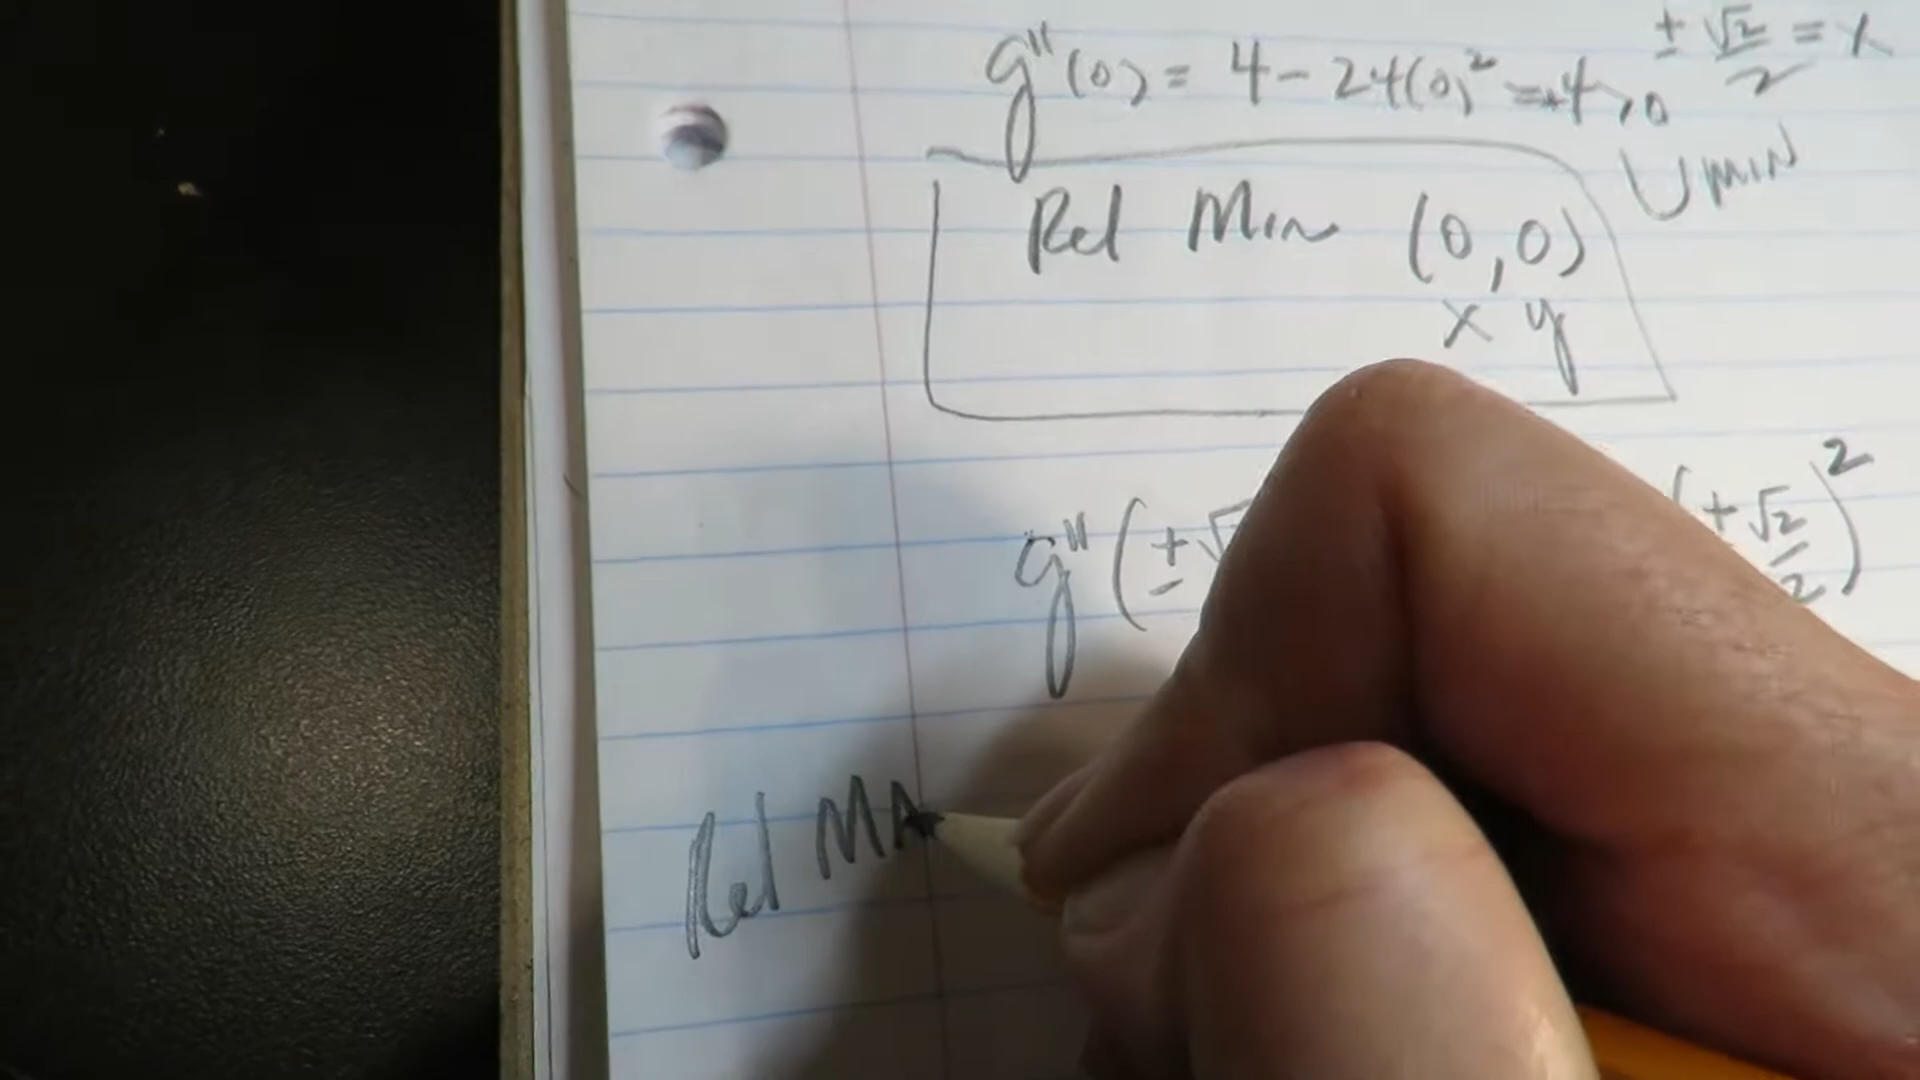 ± √2/2 = x
g"(0) = 4 - 24(0)² = +4 > 0
∪ MIN
Rel Min (0,0)
x y
g" (± √ (± √2/2)²
Rel MA